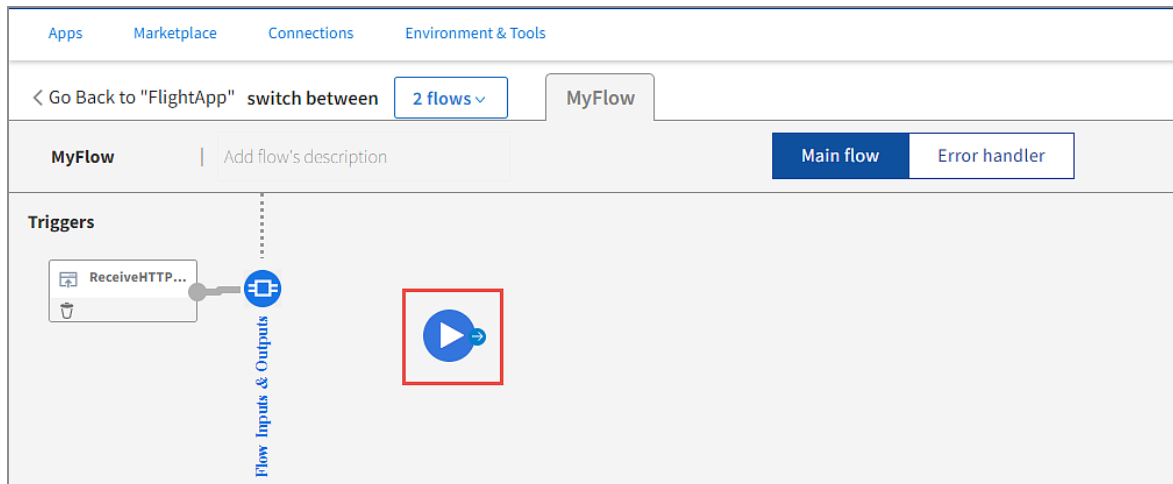 Apps Marketplace Connections Environment & Tools
Go Back to "FlightApp" switch between 2 flows MyFlow
MyFlow | Add flow's description Main flow Error handler
Triggers
ReceiveHTTP...
Flow Inputs & Outputs